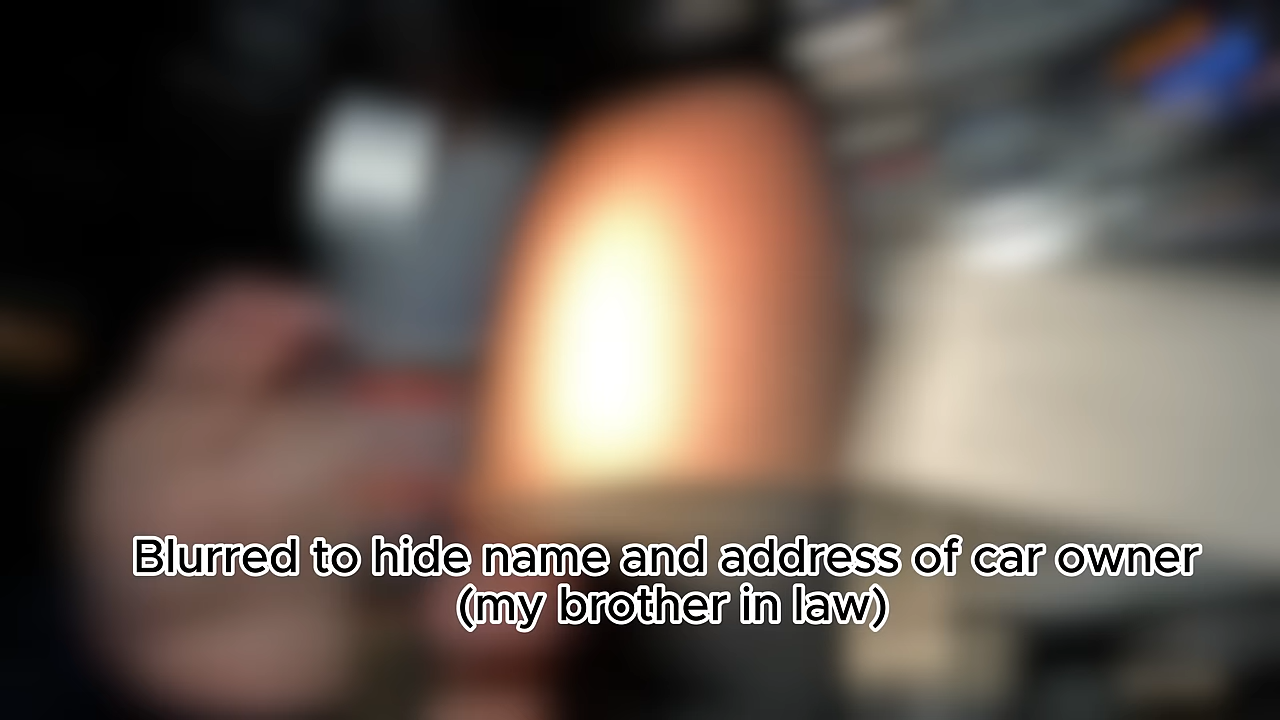 Blurred to hide name and address of car owner
(my brother in law)